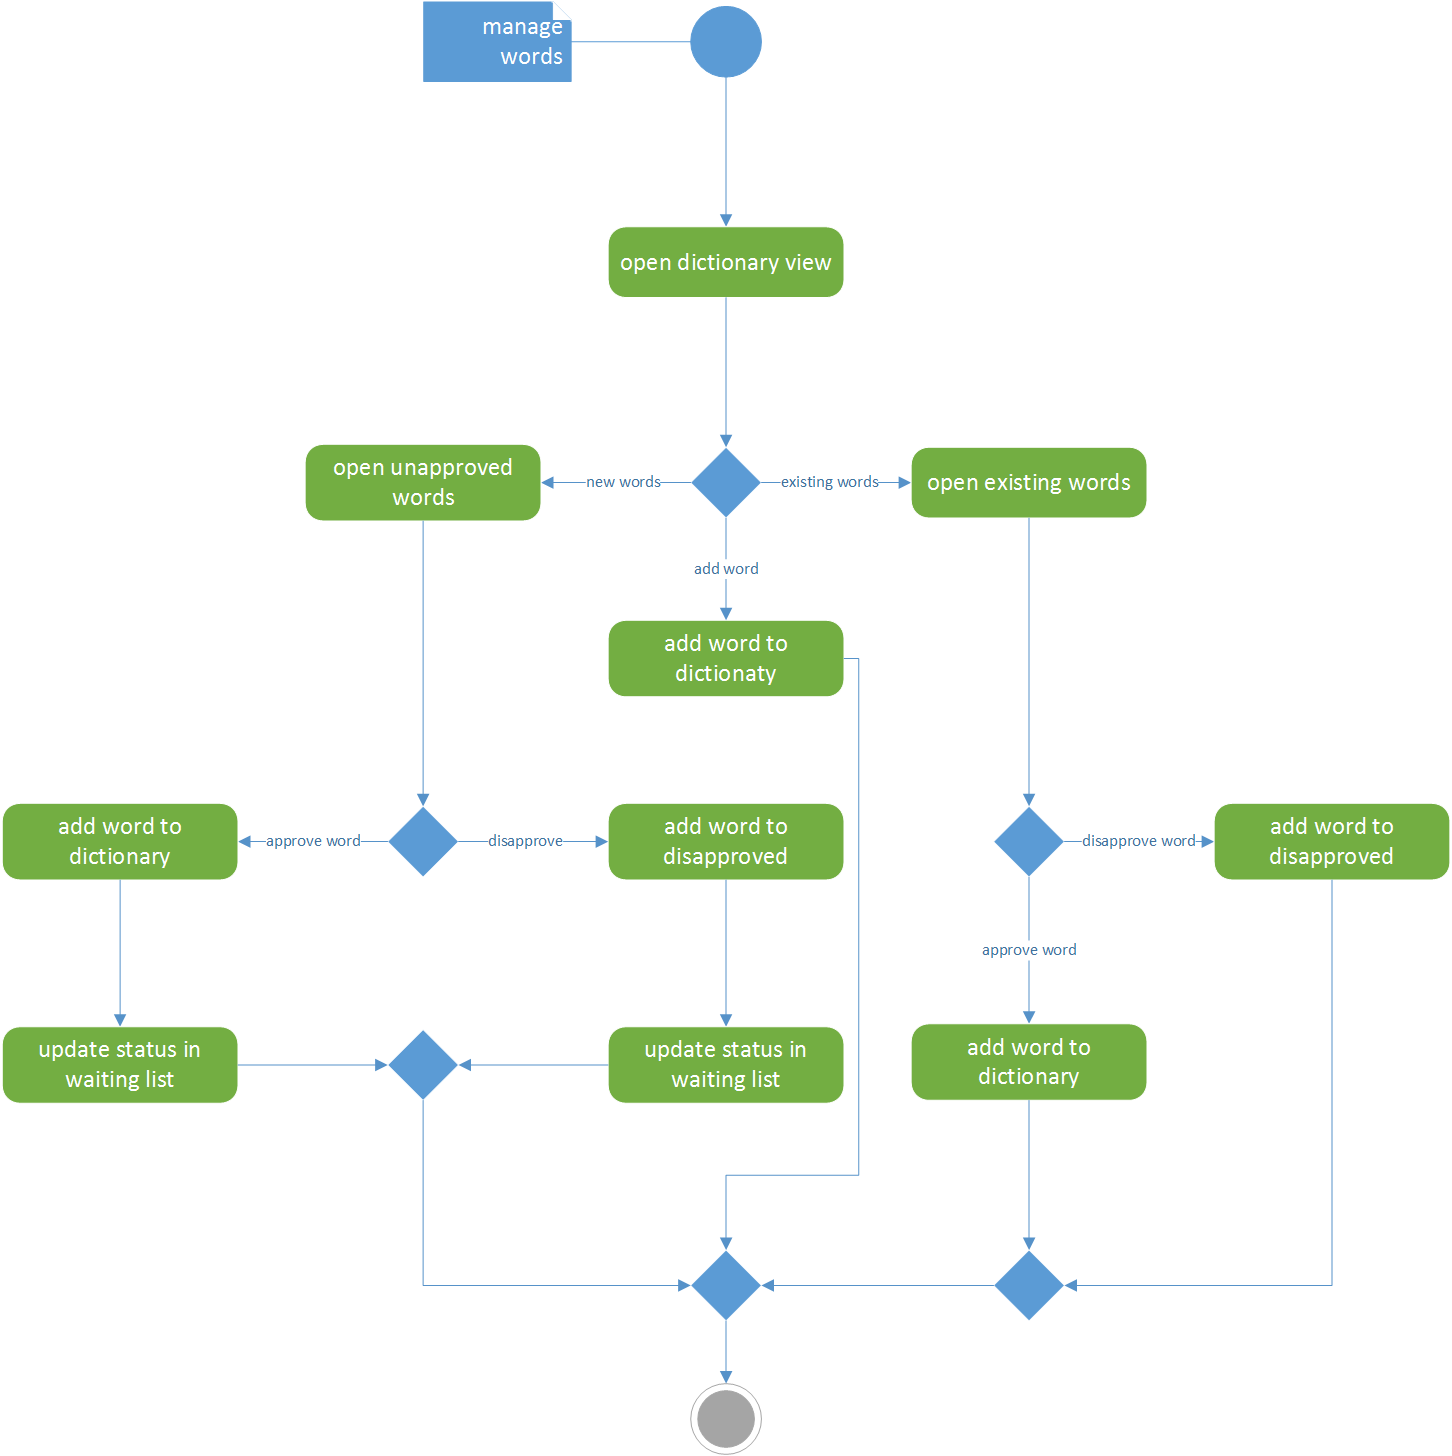 manage
words
open dictionary view
open unapproved
words
new words
existing words
open existing words
add word
add word to
dictionaty
add word to
dictionary
approve word
disapprove
add word to
disapproved
disapprove word
add word to
disapproved
approve word
update status in
waiting list
update status in
waiting list
add word to
dictionary